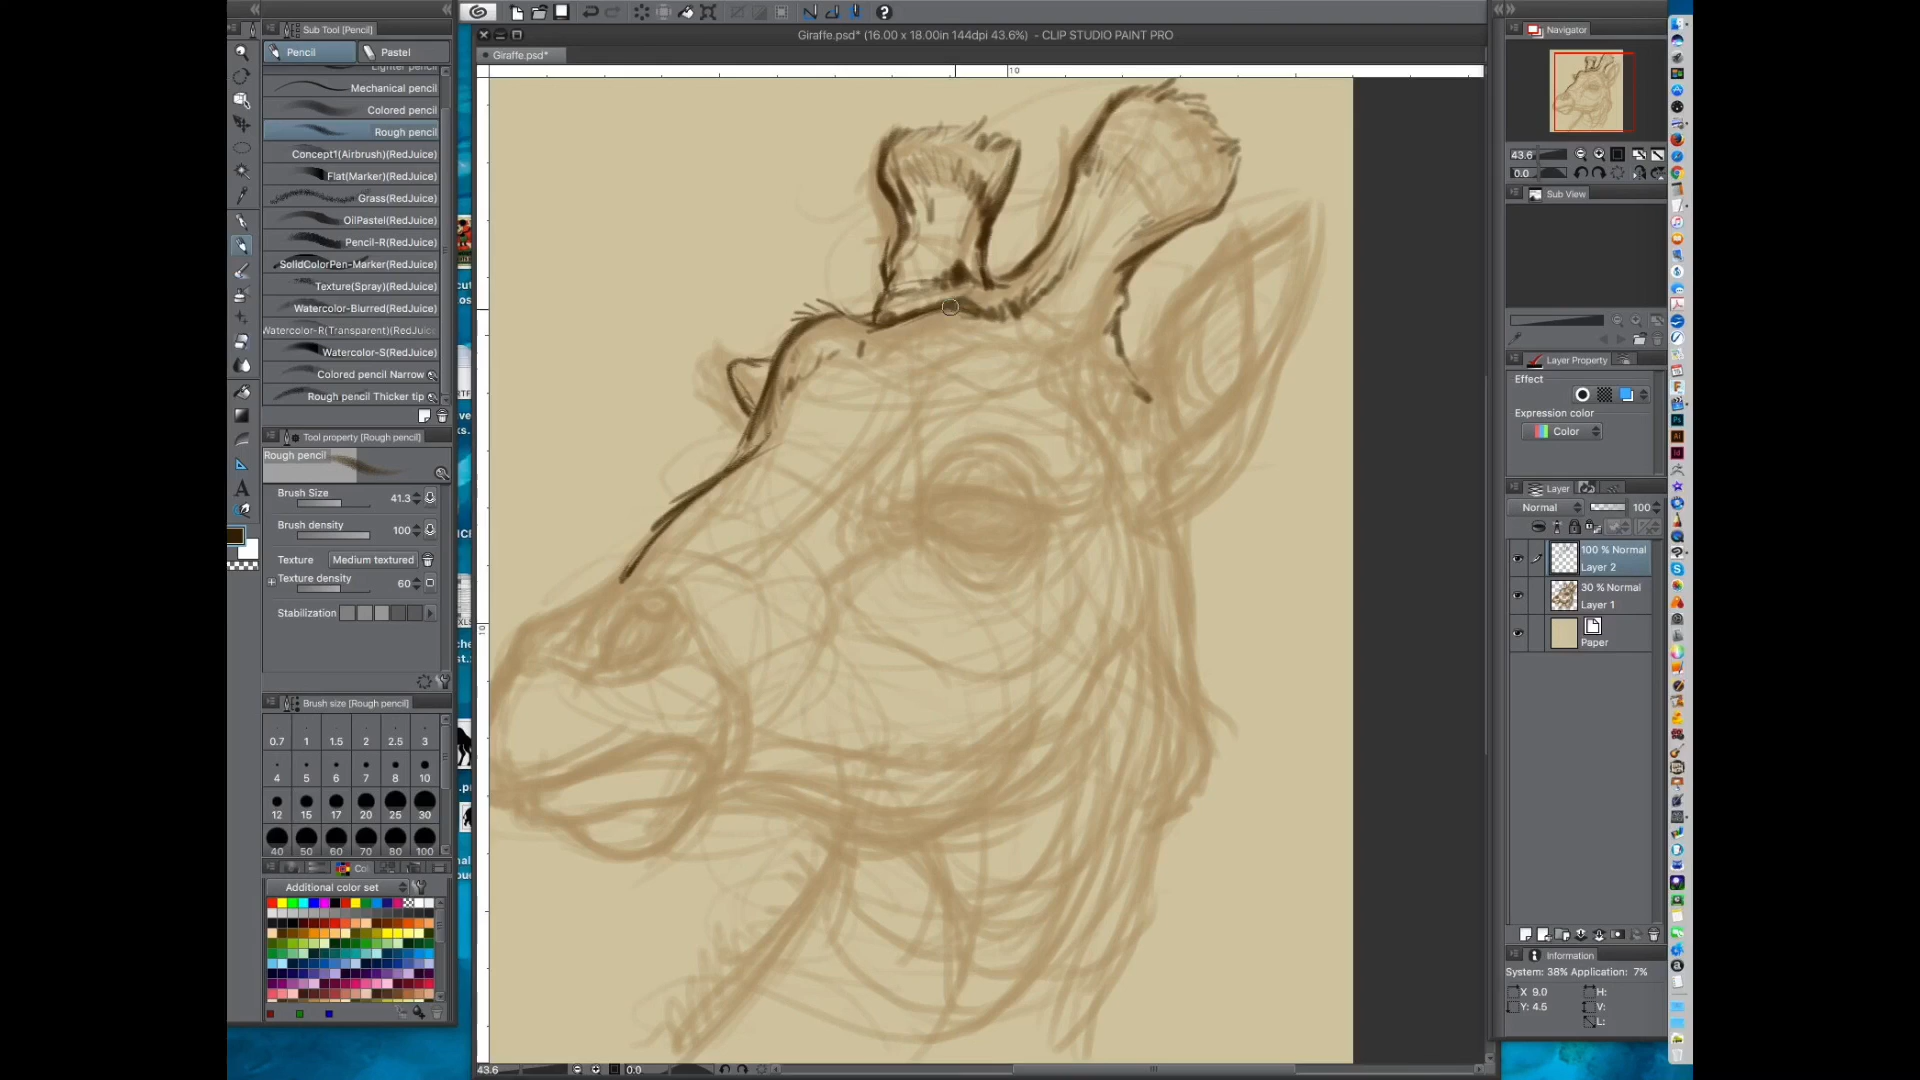 Sub Tool [Pencil]
Pencil
Pastel
Lighter pencil
Mechanical pencil
Colored pencil
Rough pencil
Concept1(Airbrush)(RedJuice)
Flat(Marker)(RedJuice)
Grass(RedJuice)
OilPastel(RedJuice)
Pencil-R(RedJuice)
SolidColorPen-Marker(RedJuice)
Texture(Spray)(RedJuice)
Watercolor-Blurred(RedJuice)
Watercolor-R(Transparent)(RedJuice)
Watercolor-S(RedJuice)
Colored pencil Narrow
Rough pencil Thicker tip
Tool property [Rough pencil]
Rough pencil
Brush Size 41.3
Brush density 100
Texture Medium textured
Texture density 60
Stabilization
Brush size [Rough pencil]
0.7 1 1.5 2 2.5 3
4 5 6 7 8 10
12 15 17 20 25 30
40 50 60 70 80 100
Co
Additional color set
Giraffe.psd* (16.00 x 18.00in 144dpi 43.6%) - CLIP STUDIO PAINT PRO
Giraffe.psd*
10
10
43.6
0.0
Navigator
43.6
0.0
Sub View
Layer Property
Effect
Expression color
Color
Layer
Normal 100
100 % Normal
Layer 2
30 % Normal
Layer 1
Paper
Information
System: 38% Application: 7%
X 9.0 H:
Y: 4.5 V:
L: